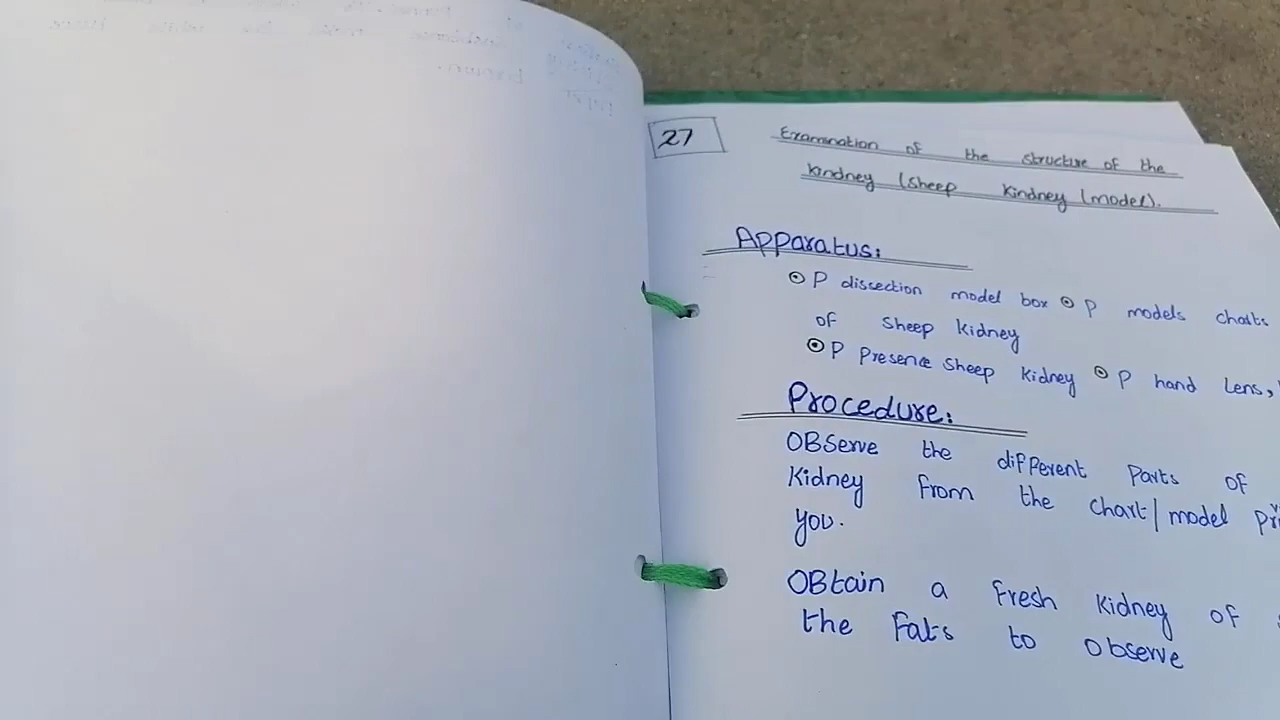 27
Examination of the structure of the
kindney (sheep kindney (model).
Apparatus:
P dissection model box P models charts
of sheep kidney
P Presence sheep kidney P hand lens,
Procedure:
OBserve the different parts of
kidney from the chart/model
you.
OBtain a fresh kidney of
the fats to observe